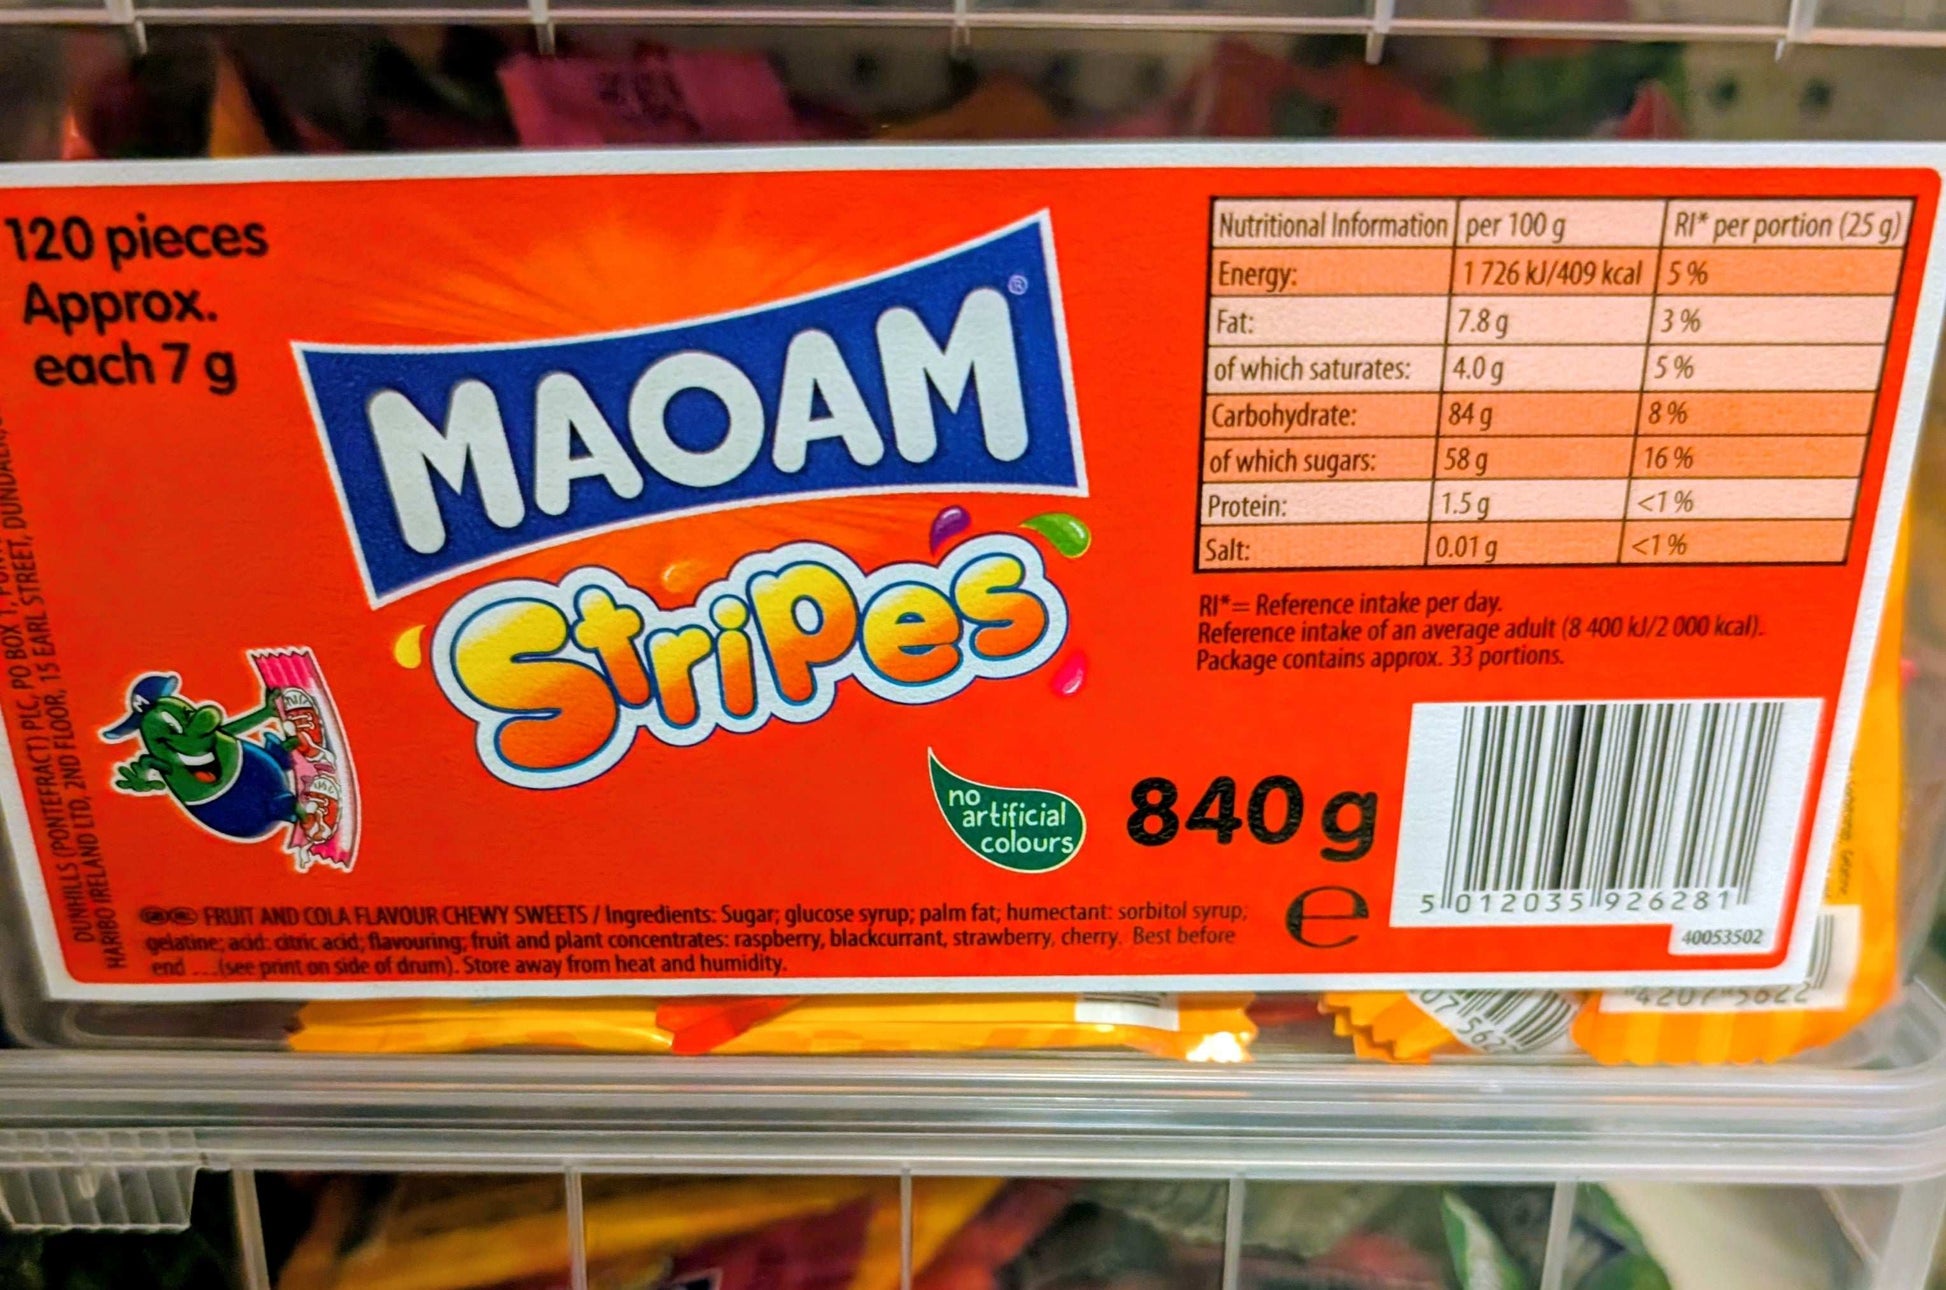 120 pieces
Approx.
each 7 g
MAOAM®
Stripes
no
artificial
colours
840 g
e
Nutritional Information per 100 g RI* per portion (25 g)
Energy: 1 726 kJ/409 kcal 5 %
Fat: 7.8 g 3 %
of which saturates: 4.0 g 5 %
Carbohydrate: 84 g 8 %
of which sugars: 58 g 16 %
Protein: 1.5 g <1 %
Salt: 0.01 g <1 %
RI*= Reference intake per day.
Reference intake of an average adult (8 400 kJ/2 000 kcal).
Package contains approx. 33 portions.
5 012035 926281
40053502
GB IRL FRUIT AND COLA FLAVOUR CHEWY SWEETS / Ingredients: Sugar; glucose syrup; palm fat; humectant: sorbitol syrup;
gelatine; acid: citric acid; flavouring; fruit and plant concentrates: raspberry, blackcurrant, strawberry, cherry. Best before
end ...(see print on side of drum). Store away from heat and humidity.
DUNHILLS (PONTEFRACT) PLC, PO BOX 1,
HARIBO IRELAND LTD, 2ND FLOOR, 15 EARL STREET,